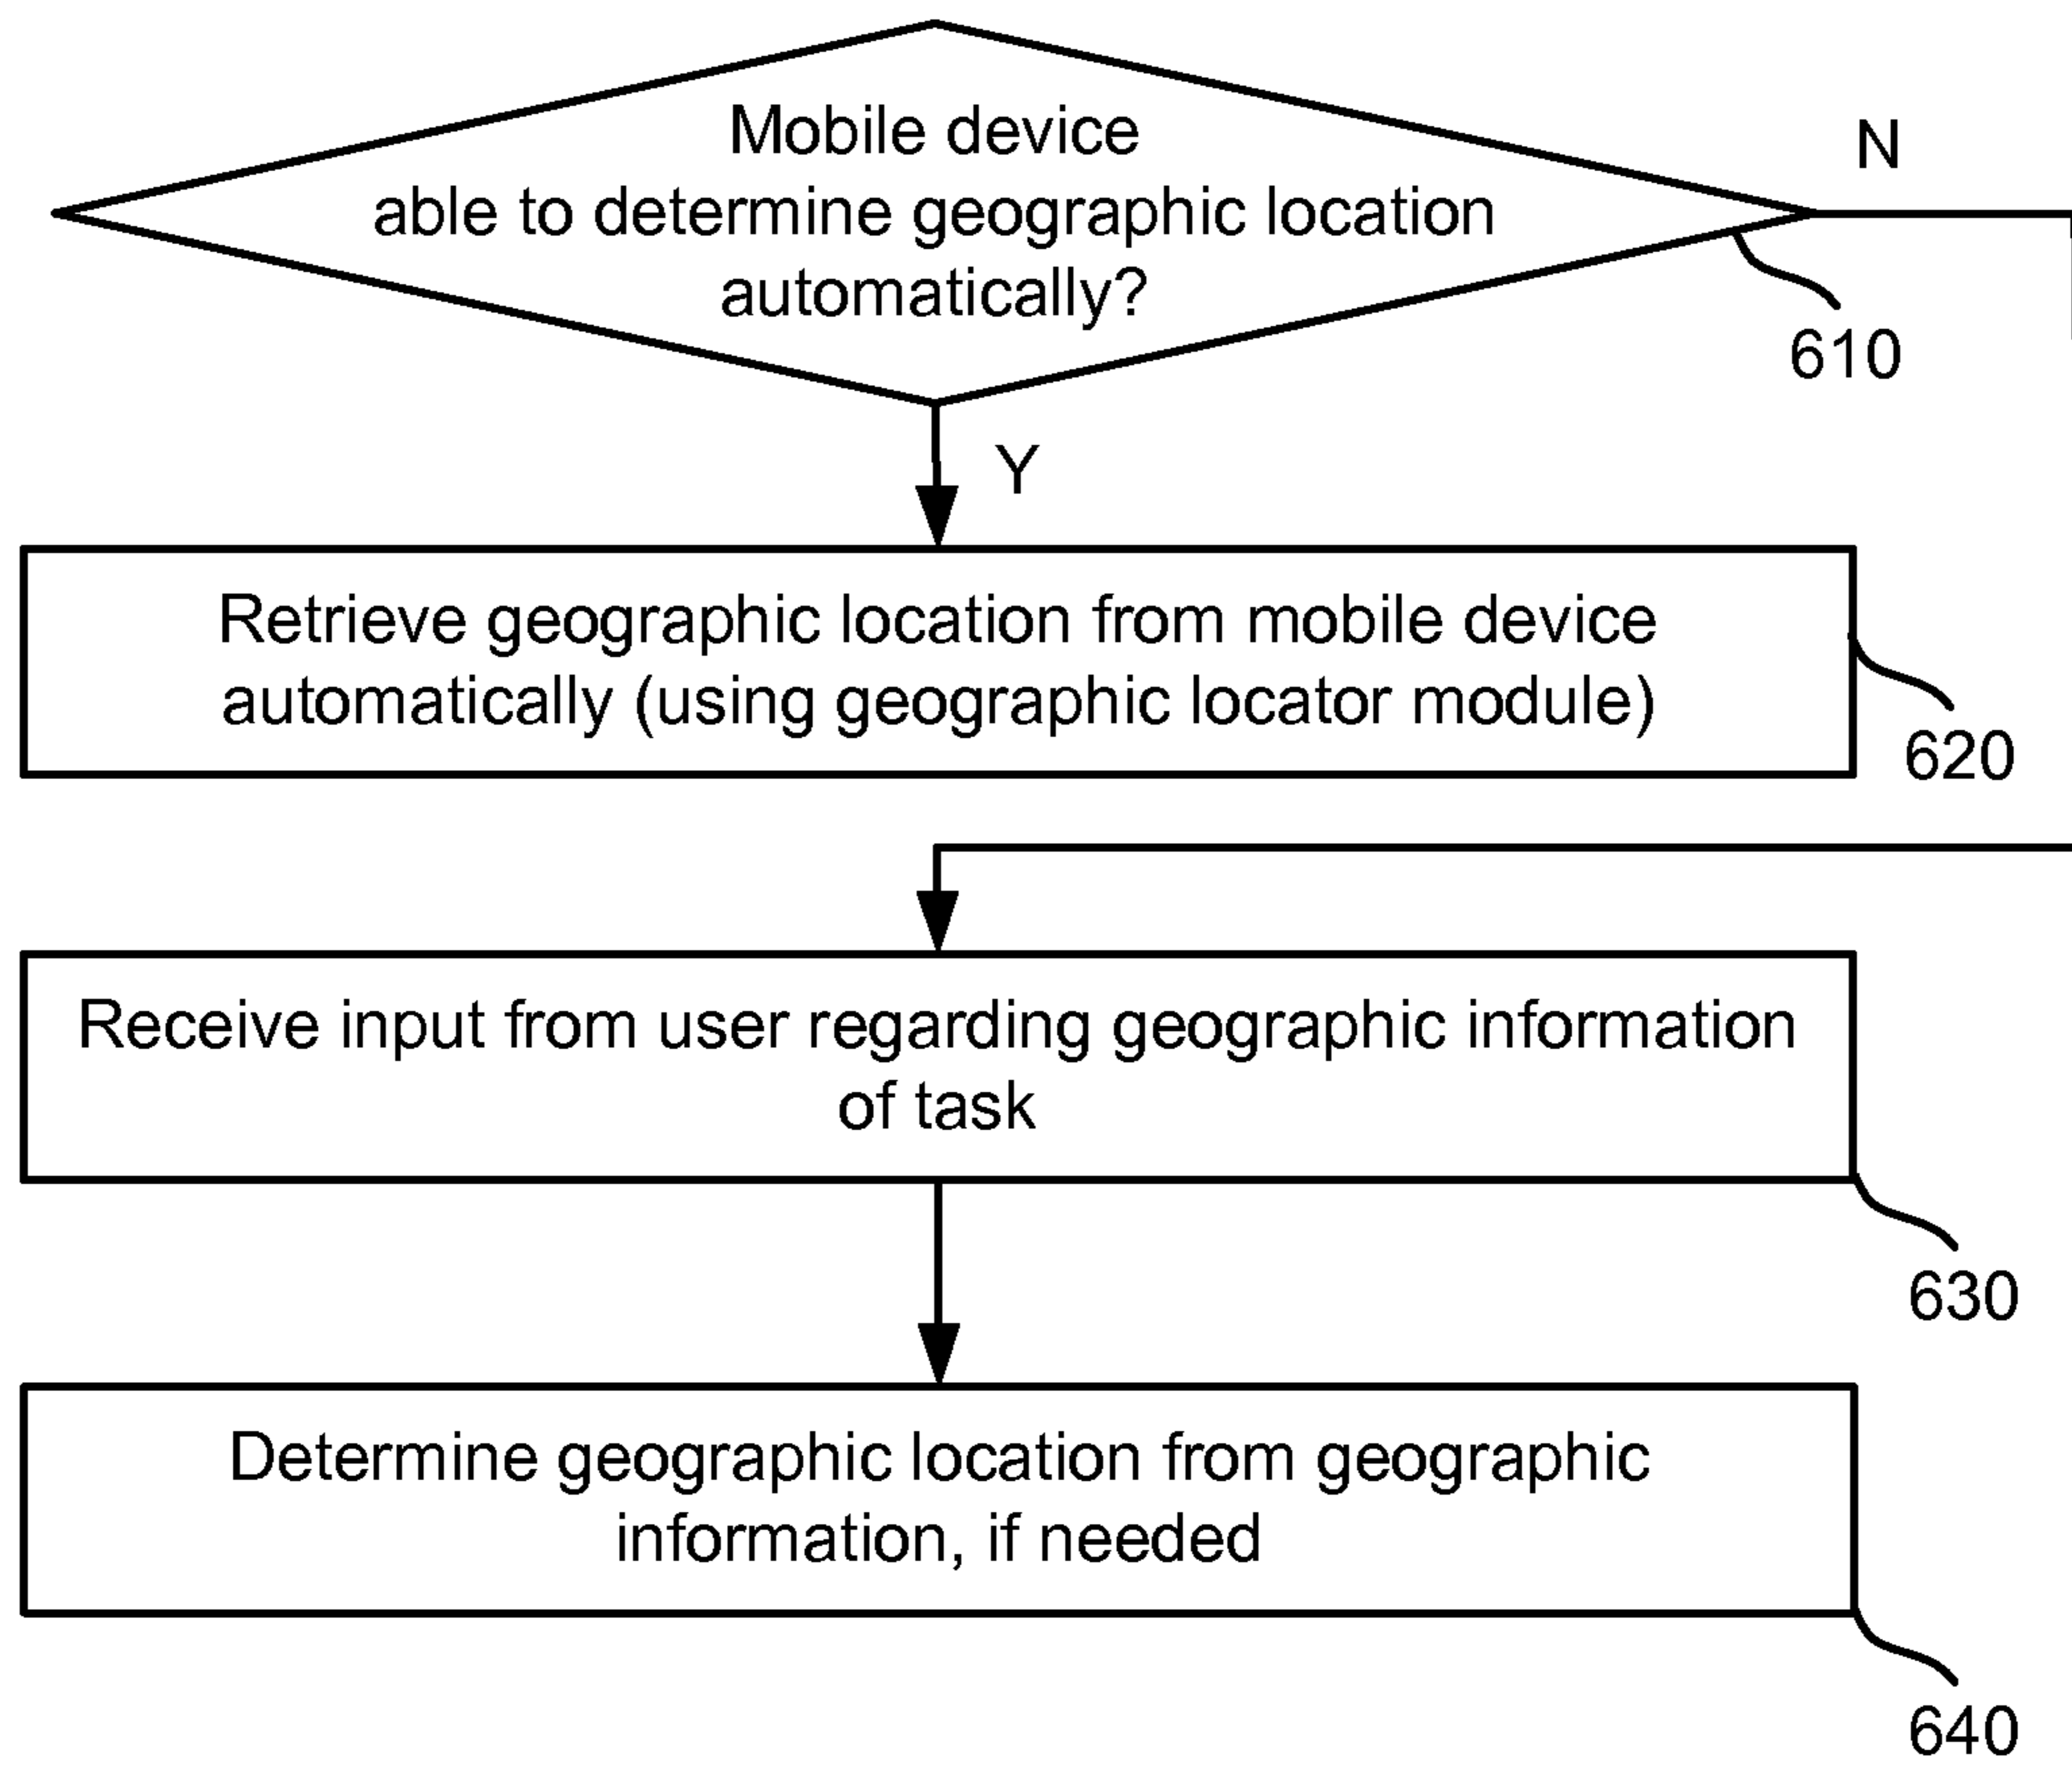 Mobile device
able to determine geographic location
automatically?
N
610
Y
Retrieve geographic location from mobile device
automatically (using geographic locator module)
620
Receive input from user regarding geographic information
of task
630
Determine geographic location from geographic
information, if needed
640